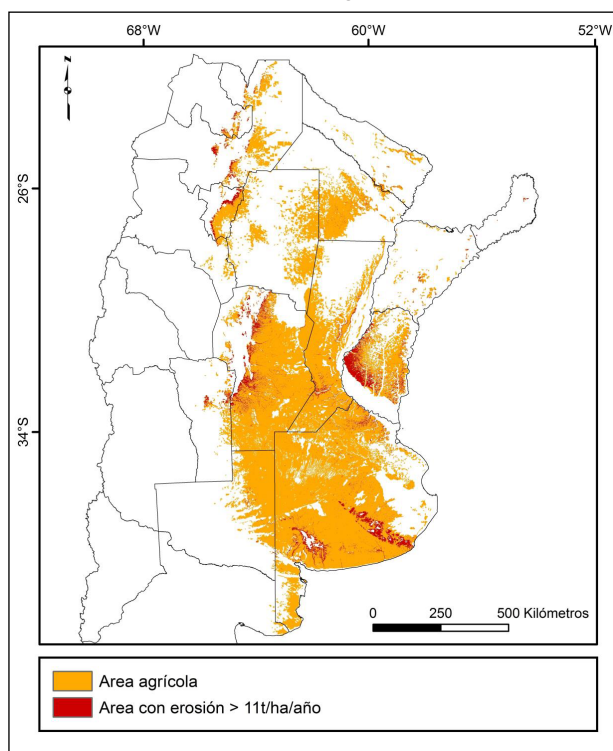 68°W 60°W 52°W
N
26°S
34°S
0 250 500 Kilómetros
Area agrícola
Area con erosión > 11t/ha/año